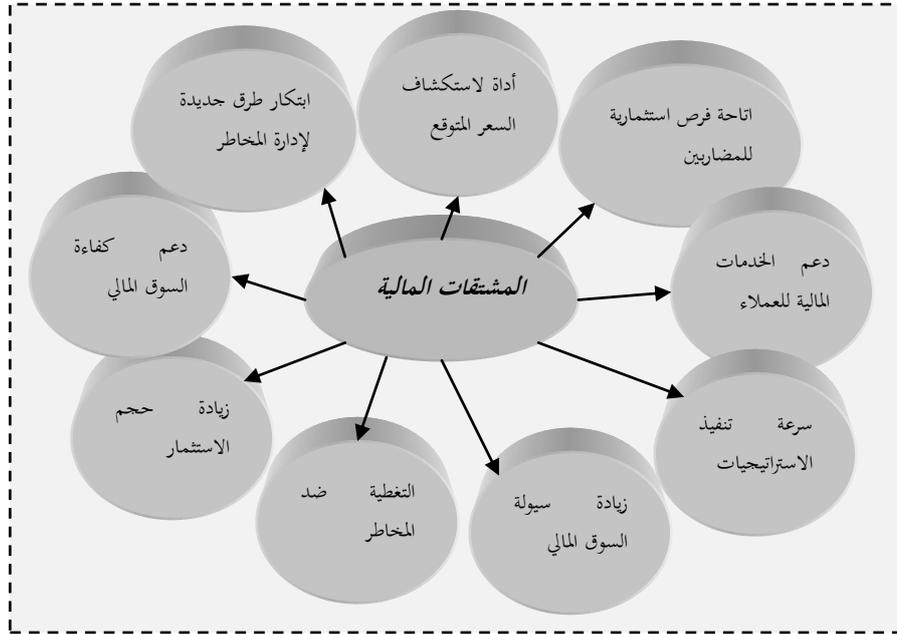 أداة لاستكشاف
السعر المتوقع
اتاحة فرص استثمارية
للمضاربين
ابتكار طرق جديدة
لإدارة المخاطر
دعم الخدمات
المالية للعملاء
المشتقات المالية
دعم كفاءة
السوق المالي
سرعة تنفيذ
الاستراتيجيات
زيادة حجم
الاستثمار
زيادة سيولة
السوق المالي
التغطية ضد
المخاطر